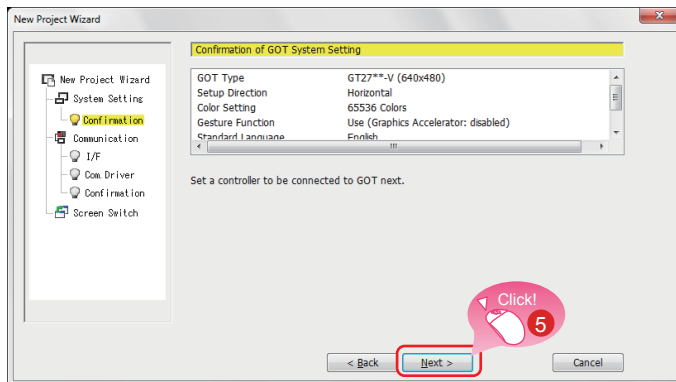 New Project Wizard
New Project Wizard
System Setting
Confirmation
Communication
I/F
Com. Driver
Confirmation
Screen Switch
Confirmation of GOT System Setting
GOT Type GT27**-V (640x480)
Setup Direction Horizontal
Color Setting 65536 Colors
Gesture Function Use (Graphics Accelerator: disabled)
Standard Language English
Set a controller to be connected to GOT next.
Click!
5
< Back Next > Cancel